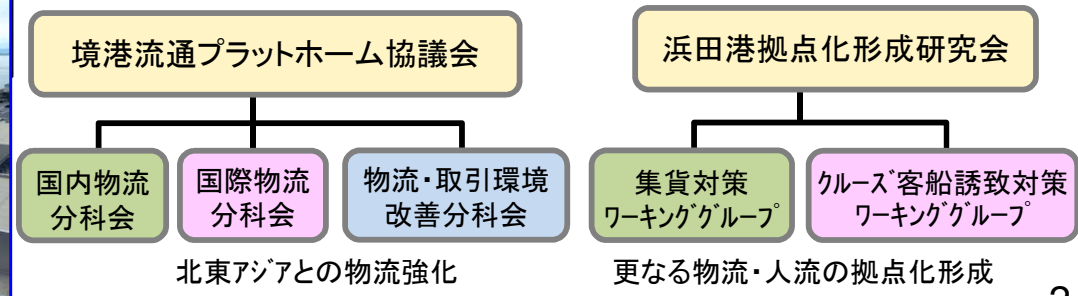 境港流通プラットホーム協議会
浜田港拠点化形成研究会
国内物流
分科会
国際物流
分科会
物流・取引環境
改善分科会
集貨対策
ワーキンググループ
クルーズ客船誘致対策
ワーキンググループ
北東アジアとの物流強化
更なる物流・人流の拠点化形成